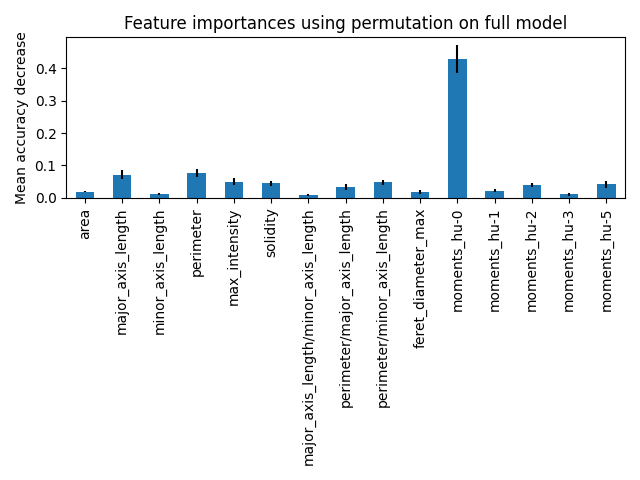 Feature importances using permutation on full model
Mean accuracy decrease
0.4
0.3
0.2
0.1
0.0
area
major_axis_length
minor_axis_length
perimeter
max_intensity
solidity
major_axis_length/minor_axis_length
perimeter/major_axis_length
perimeter/minor_axis_length
feret_diameter_max
moments_hu-0
moments_hu-1
moments_hu-2
moments_hu-3
moments_hu-5